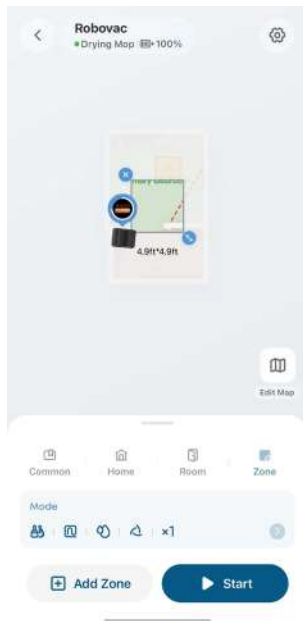 Robovac
Drying Mop 100%
4.9ft*4.9ft
Edit Map
Common
Home
Room
Zone
Mode
×1
Add Zone
Start